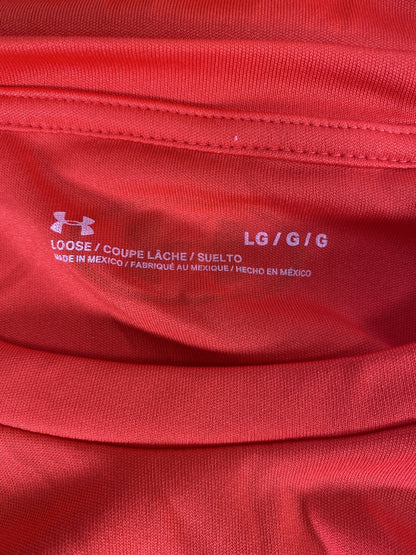 LG / G / G
LOOSE / COUPE LÂCHE / SUELTO
MADE IN MEXICO / FABRIQUÉ AU MEXIQUE / HECHO EN MÉXICO